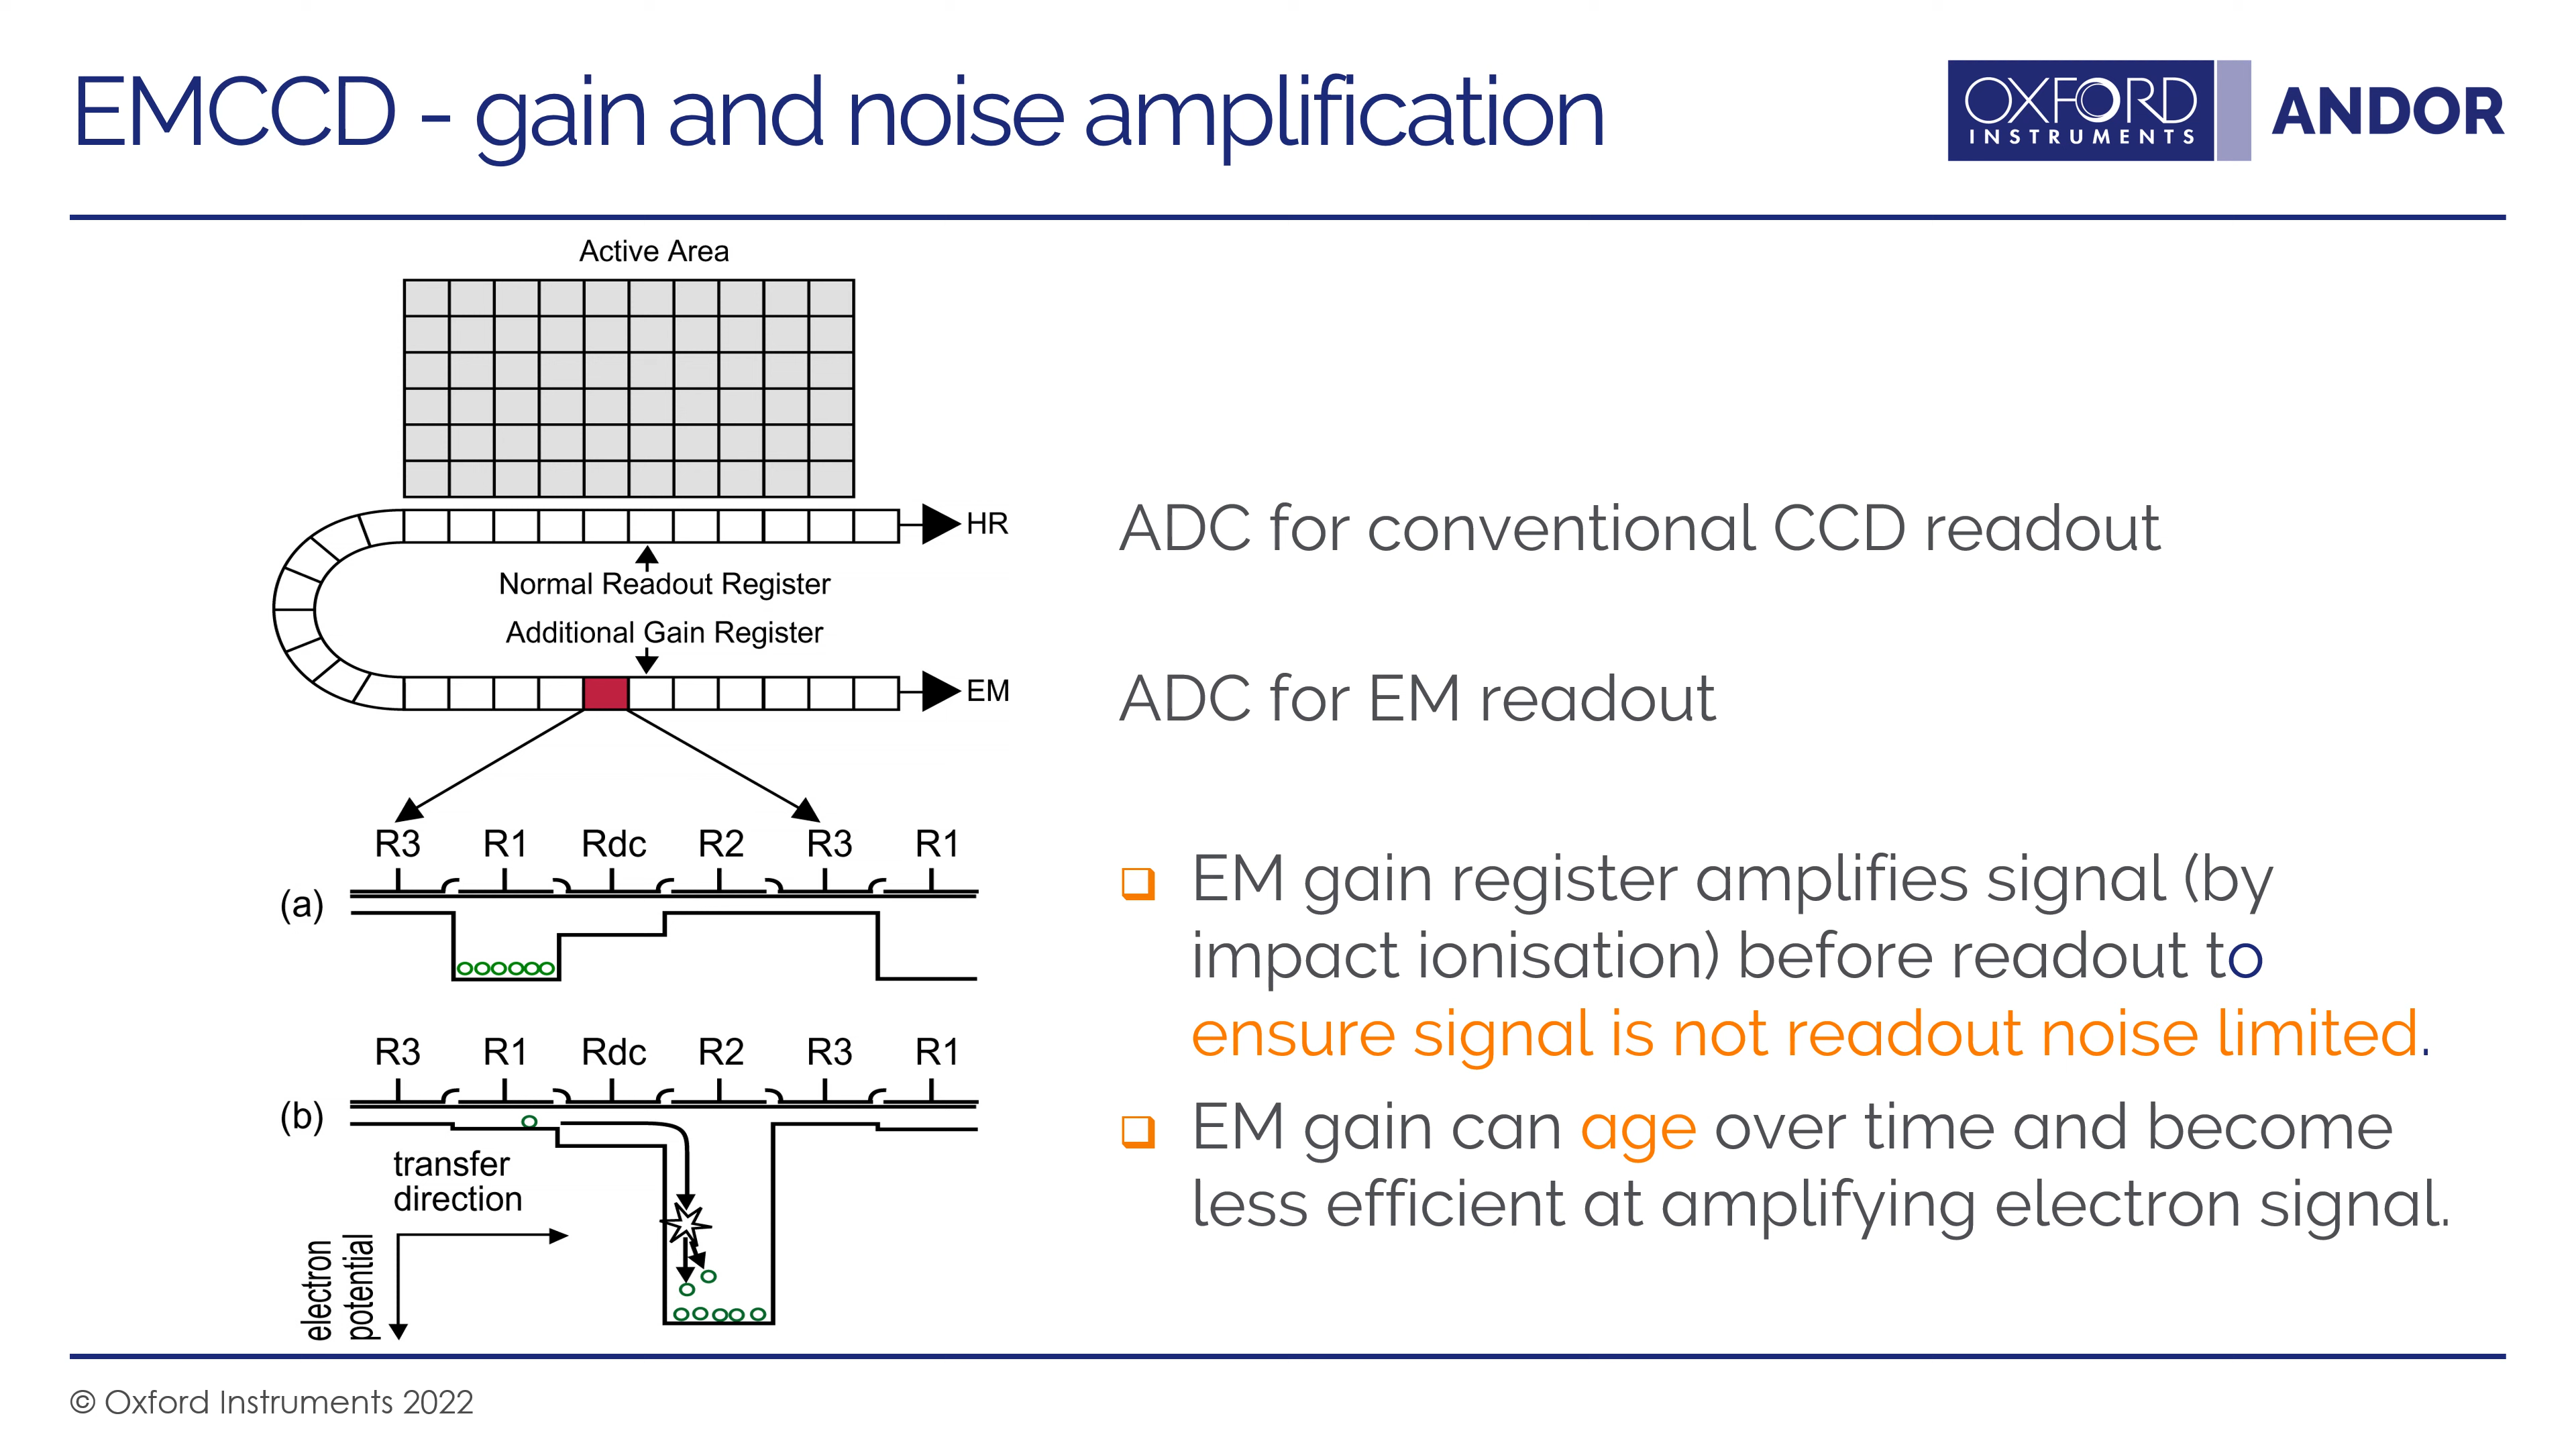 EMCCD - gain and noise amplification
OXFORD
INSTRUMENTS
ANDOR
Active Area
HR
Normal Readout Register
Additional Gain Register
EM
ADC for conventional CCD readout
ADC for EM readout
R3 R1 Rdc R2 R3 R1
(a)
R3 R1 Rdc R2 R3 R1
(b)
transfer
direction
electron
potential
EM gain register amplifies signal (by
impact ionisation) before readout to
ensure signal is not readout noise limited.
EM gain can age over time and become
less efficient at amplifying electron signal.
© Oxford Instruments 2022